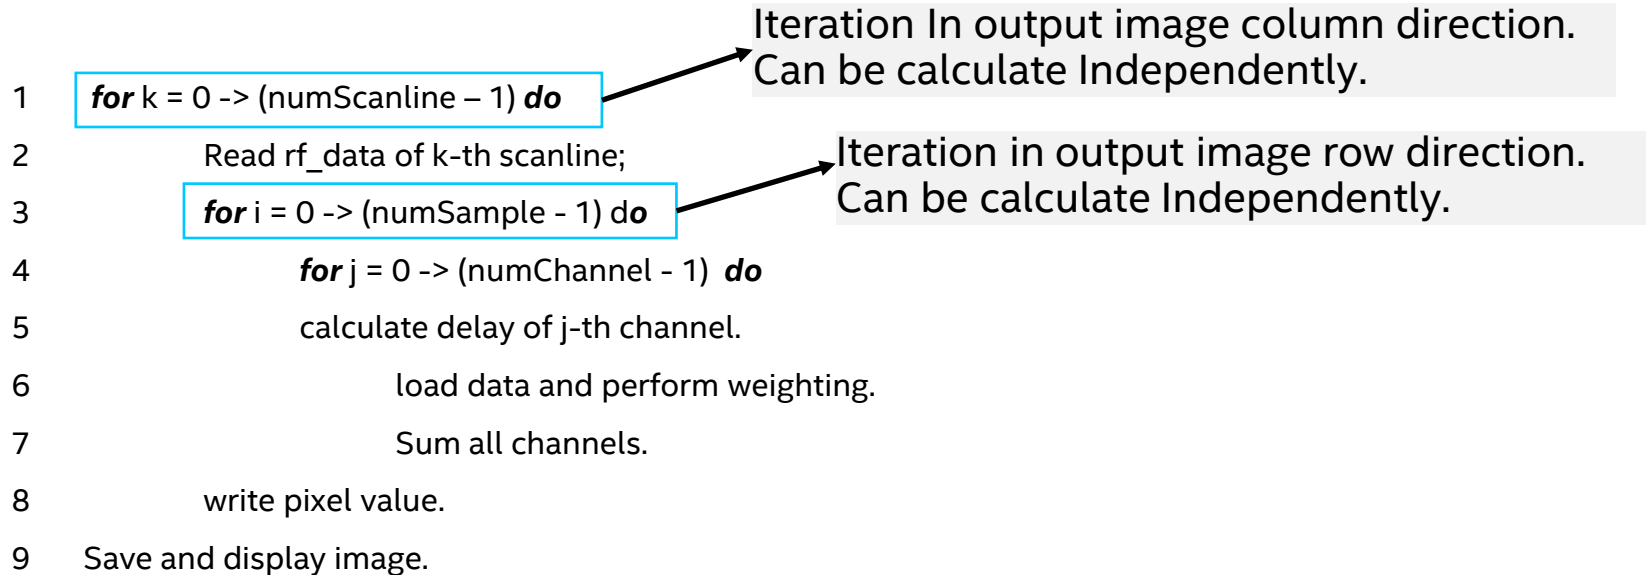 Iteration In output image column direction.
Can be calculate Independently.
1 for k = 0 -> (numScanline – 1) do
2 Read rf_data of k-th scanline;
Iteration in output image row direction.
Can be calculate Independently.
3 for i = 0 -> (numSample - 1) do
4 for j = 0 -> (numChannel - 1) do
5 calculate delay of j-th channel.
6 load data and perform weighting.
7 Sum all channels.
8 write pixel value.
9 Save and display image.